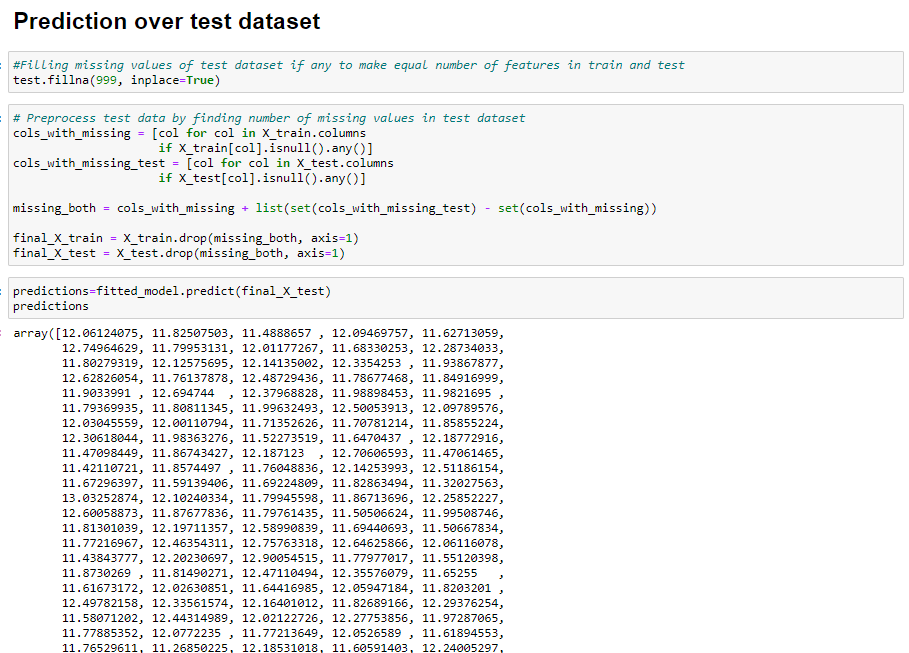 Prediction over test dataset
#Filling missing values of test dataset if any to make equal number of features in train and test
test.fillna(999, inplace=True)
# Preprocess test data by finding number of missing values in test dataset
cols_with_missing = [col for col in X_train.columns
if X_train[col].isnull().any()]
cols_with_missing_test = [col for col in X_test.columns
if X_test[col].isnull().any()]
missing_both = cols_with_missing + list(set(cols_with_missing_test) - set(cols_with_missing))
final_X_train = X_train.drop(missing_both, axis=1)
final_X_test = X_test.drop(missing_both, axis=1)
predictions=fitted_model.predict(final_X_test)
predictions
array([12.06124075, 11.82507503, 11.4888657 , 12.09469757, 11.62713059,
12.74964629, 11.79953131, 12.01177267, 11.68330253, 12.28734033,
11.80279319, 12.12575695, 12.14135002, 12.3354253 , 11.93867877,
12.62826054, 11.76137878, 12.48729436, 11.78677468, 11.84916999,
11.9033991 , 12.694744  , 12.37968828, 11.98898453, 11.9821695 ,
11.79369935, 11.80811345, 11.99632493, 12.50053913, 12.09789576,
12.03045559, 12.00110794, 11.71352626, 11.70781214, 11.85855224,
12.30618044, 11.98363276, 11.52273519, 11.6470437 , 12.18772916,
11.47098449, 11.86743427, 12.187123  , 12.70606593, 11.47061465,
11.42110721, 11.8574497 , 11.76048836, 12.14253993, 12.51186154,
11.67296397, 11.59139406, 11.69224809, 11.82863494, 11.32027563,
13.03252874, 12.10240334, 11.79945598, 11.86713696, 12.25852227,
12.60058873, 11.87677836, 11.79761435, 11.50506624, 11.99508746,
11.81301039, 12.19711357, 12.58990839, 11.69440693, 11.50667834,
11.77216967, 12.46354311, 12.75763318, 12.64625866, 12.06116078,
11.43843777, 12.20230697, 12.90054515, 11.77977017, 11.55120398,
11.8730269 , 11.81490271, 12.47110494, 12.35576079, 11.65255   ,
11.61673172, 12.02630851, 11.64416985, 12.05947184, 11.8203201 ,
12.49782158, 12.33561574, 12.16401012, 11.82689166, 12.29376254,
11.58071202, 12.44314989, 12.02122726, 12.27753856, 11.97287065,
11.77885352, 12.0772235 , 11.77213649, 12.0526589 , 11.61894553,
11.76529611, 11.26850225, 12.18531018, 11.60591403, 12.24005297,